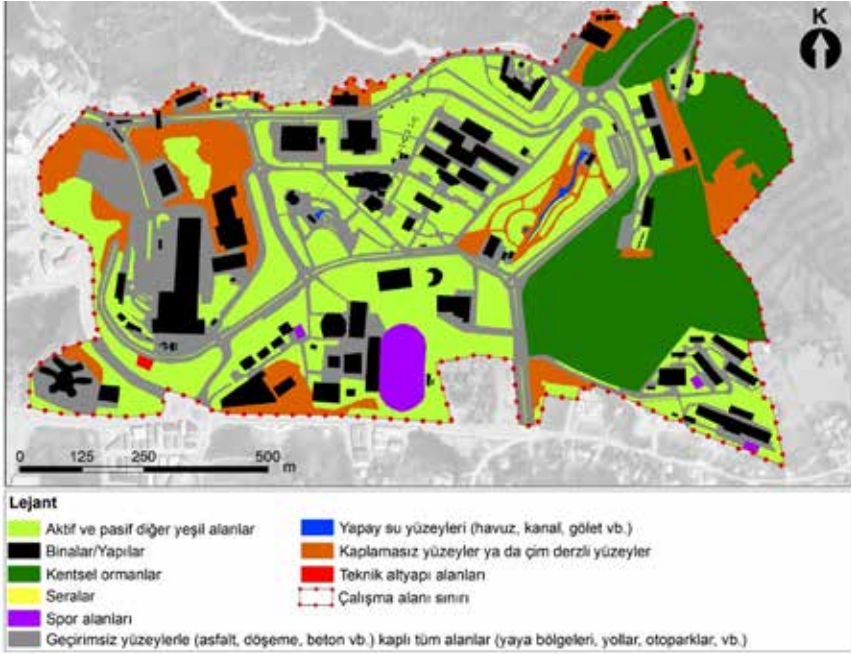 K
0 125 250 500
m
Lejant
Aktif ve pasif diğer yeşil alanlar
Binalar/Yapılar
Kentsel ormanlar
Seralar
Spor alanları
Geçirimsiz yüzeylerle (asfalt, döşeme, beton vb.) kaplı tüm alanlar (yaya bölgeleri, yollar, otoparklar, vb.)
Yapay su yüzeyleri (havuz, kanal, gölet vb.)
Kaplamasız yüzeyler ya da çim derzli yüzeyler
Teknik altyapı alanları
Çalışma alanı sınırı